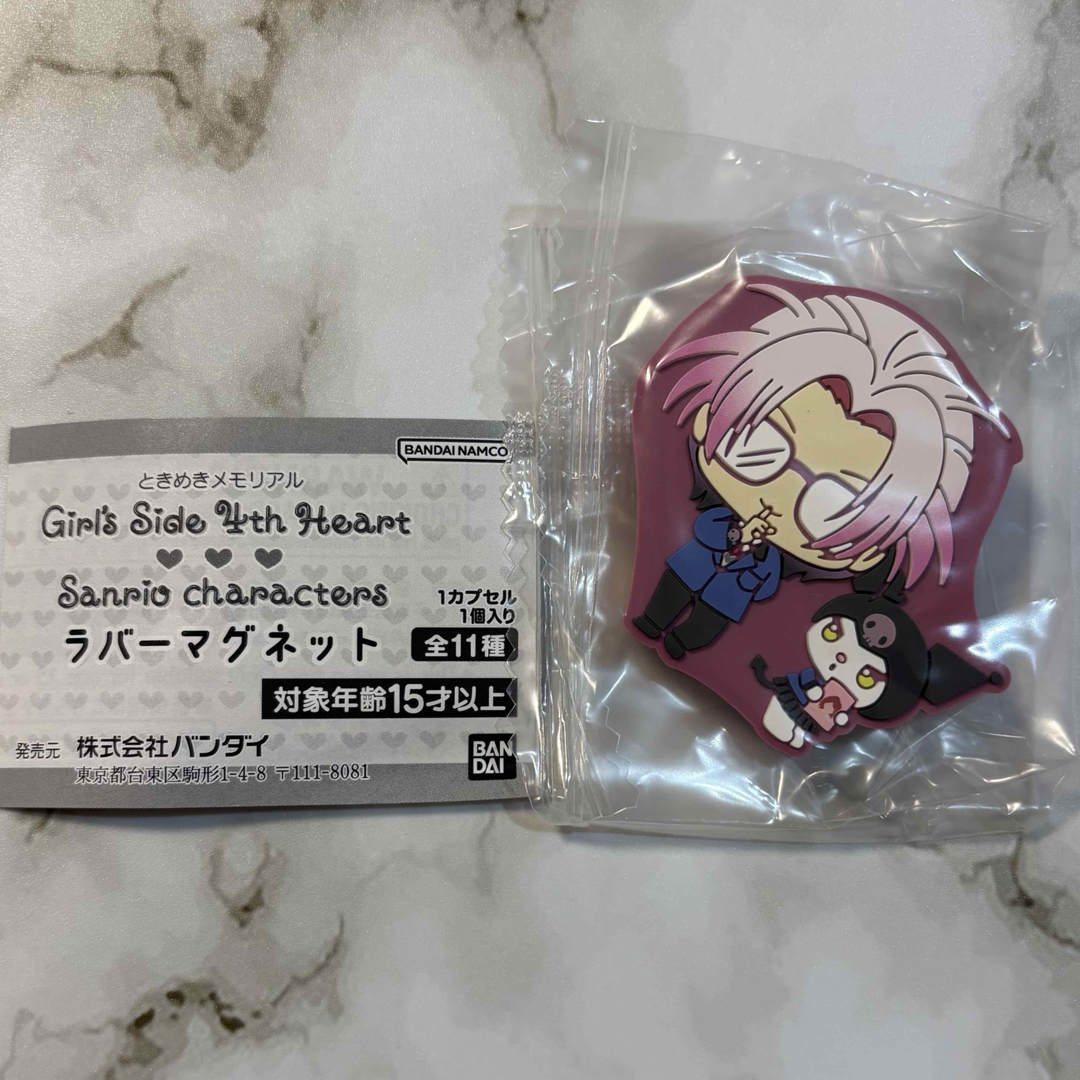 BANDAI NAMCO
ときめきメモリアル
Girl's Side 4th Heart
Sanrio characters
ラバーマグネット
1カプセル
1個入り
全11種
対象年齢15才以上
発売元 株式会社バンダイ
東京都台東区駒形1-4-8 〒111-8081
BAN
DAI